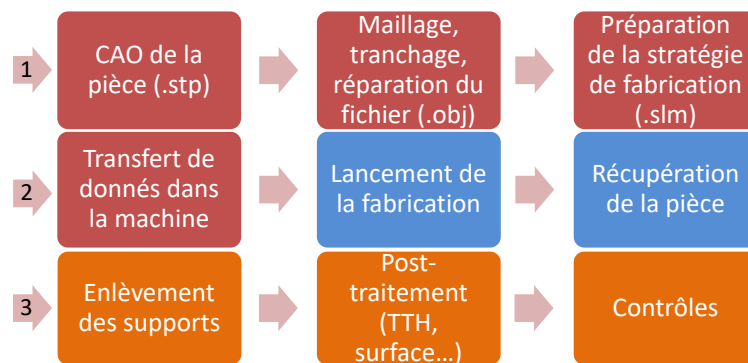 1
CAO de la
pièce (.stp)
Maillage,
tranchage,
réparation du
fichier (.obj)
Préparation
de la stratégie
de fabrication
(.slm)
2
Transfert de
donnés dans
la machine
Lancement de
la fabrication
Récupération
de la pièce
3
Enlèvement
des supports
Post-
traitement
(TTH,
surface...)
Contrôles